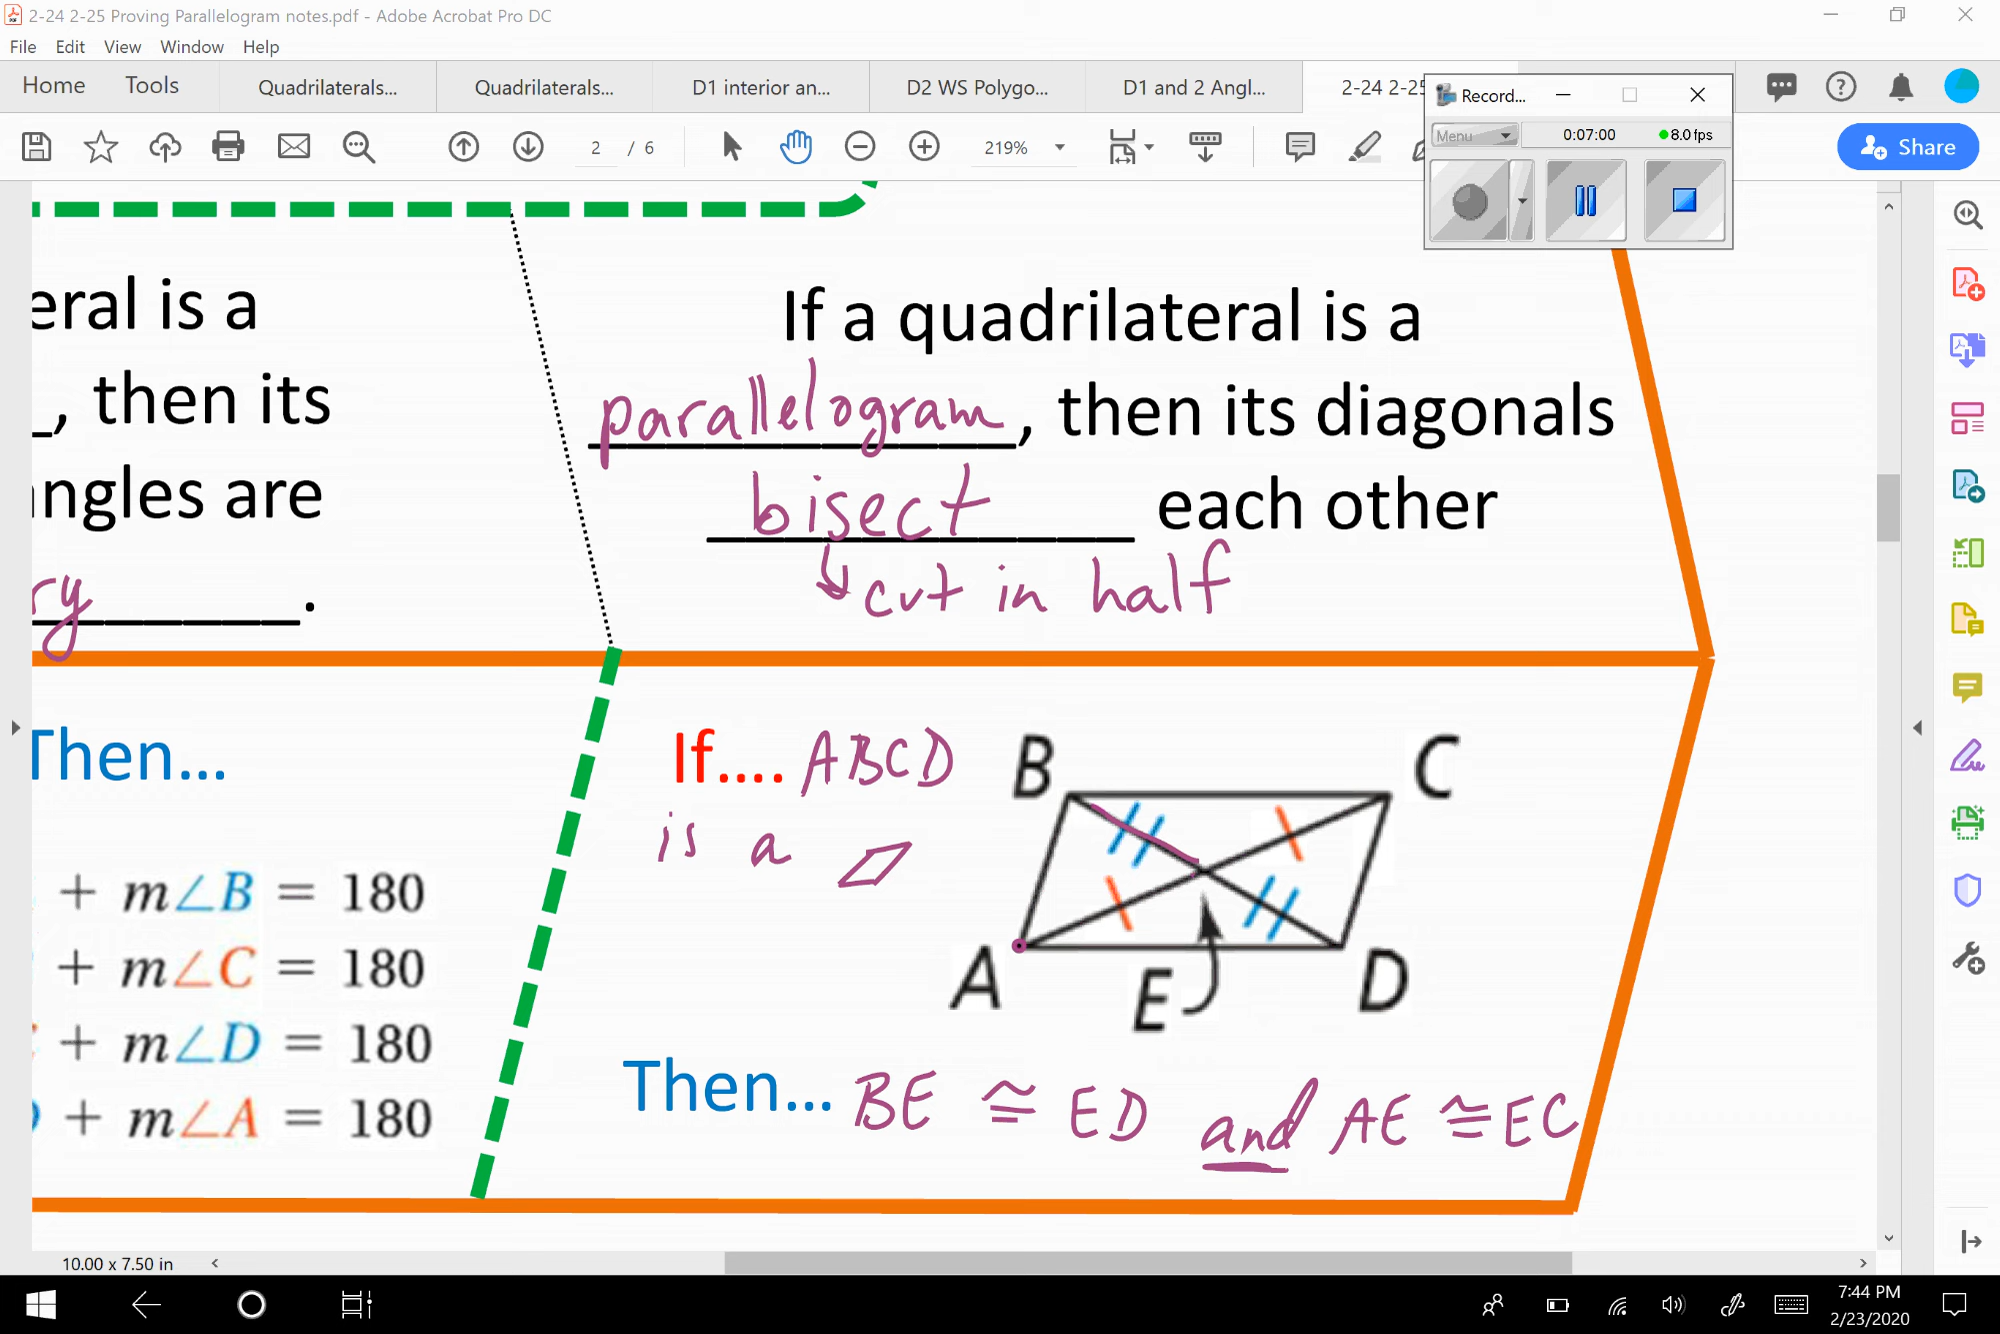 2-24 2-25 Proving Parallelogram notes.pdf - Adobe Acrobat Pro DC
File Edit View Window Help
Home Tools Quadrilaterals... Quadrilaterals... D1 interior an... D2 WS Polygo... D1 and 2 Angl... 2-24 2-25
Record...
Menu 0:07:00 8.0 fps
2 / 6 219% Share
eral is a
, then its
ngles are
ry .
If a quadrilateral is a
parallelogram, then its diagonals
bisect each other
cut in half
Then...
+ m∠B = 180
+ m∠C = 180
+ m∠D = 180
+ m∠A = 180
If.... ABCD
is a ▱
B C
A E D
Then... BE ≅ ED and AE ≅ EC
10.00 x 7.50 in
7:44 PM
2/23/2020